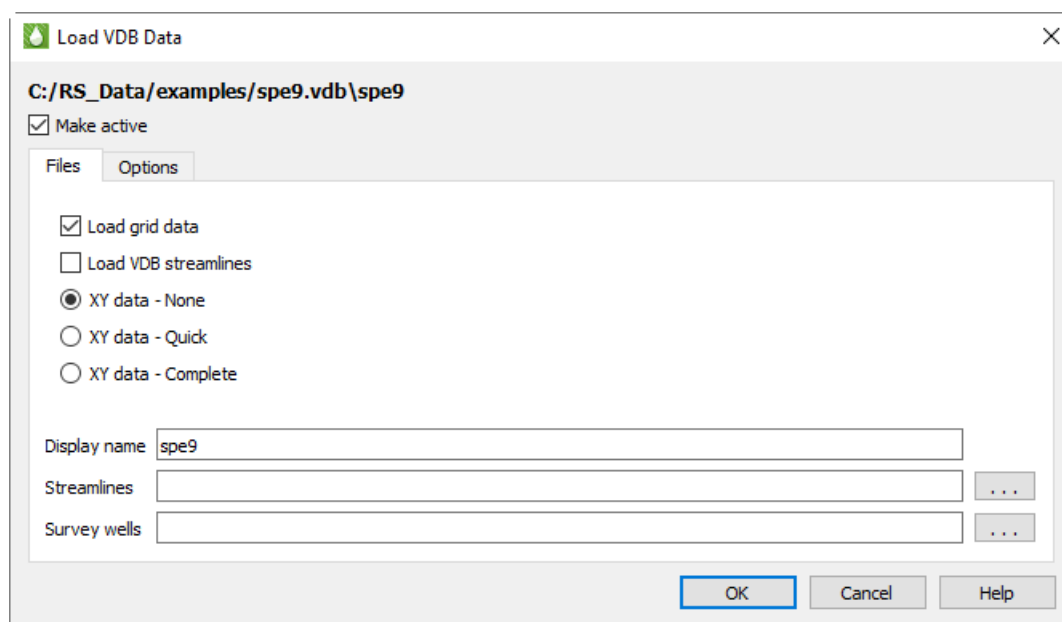 Load VDB Data
C:/RS_Data/examples/spe9.vdb\spe9
Make active
Files Options
Load grid data
Load VDB streamlines
XY data - None
XY data - Quick
XY data - Complete
Display name spe9
Streamlines ...
Survey wells ...
OK Cancel Help